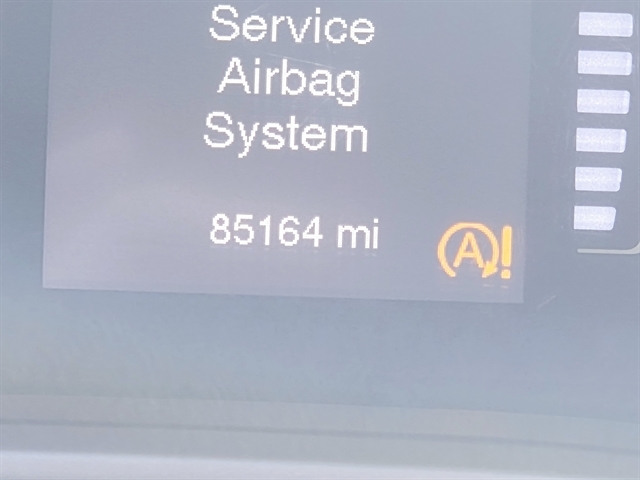 Service
Airbag
System
85164 mi
A!